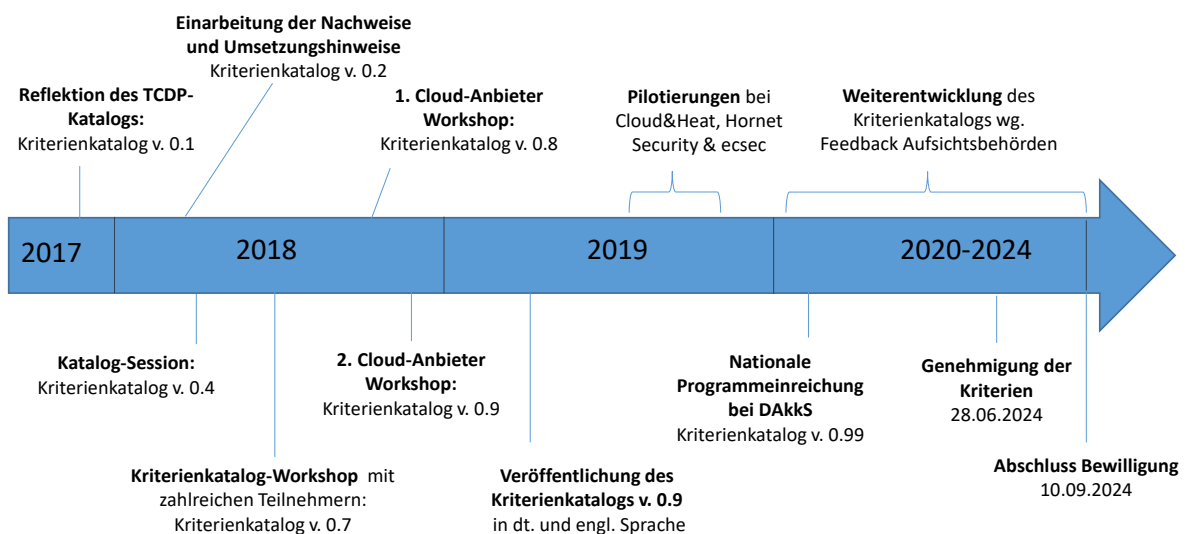 Einarbeitung der Nachweise
und Umsetzungshinweise
Kriterienkatalog v. 0.2
Reflektion des TCDP-
Katalogs:
Kriterienkatalog v. 0.1
1. Cloud-Anbieter
Workshop:
Kriterienkatalog v. 0.8
Pilotierungen bei
Cloud&Heat, Hornet
Security & ecsec
Weiterentwicklung des
Kriterienkatalogs wg.
Feedback Aufsichtsbehörden
2017
2018
2019
2020-2024
Katalog-Session:
Kriterienkatalog v. 0.4
2. Cloud-Anbieter
Workshop:
Kriterienkatalog v. 0.9
Nationale
Programmeinreichung
bei DAkkS
Kriterienkatalog v. 0.99
Genehmigung der
Kriterien
28.06.2024
Kriterienkatalog-Workshop mit
zahlreichen Teilnehmern:
Kriterienkatalog v. 0.7
Veröffentlichung des
Kriterienkatalogs v. 0.9
in dt. und engl. Sprache
Abschluss Bewilligung
10.09.2024